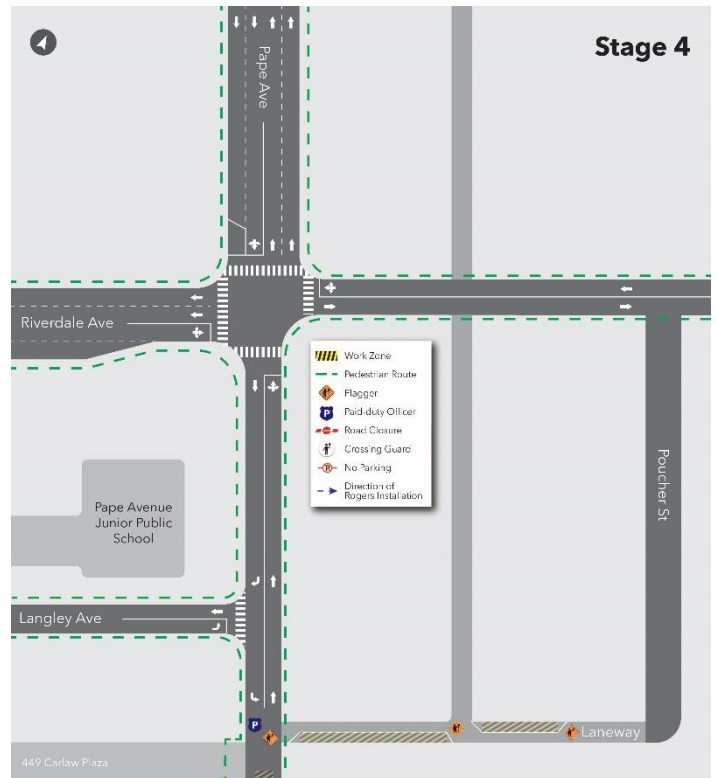 Stage 4
Pape Ave
Riverdale Ave
Work Zone
Pedestrian Route
Flagger
P
Paid-duty Officer
Road Closure
Crossing Guard
P
No Parking
Direction of
Rogers Installation
Poucher St
Pape Avenue
Junior Public
School
Langley Ave
P
Laneway
449 Carlaw Plaza